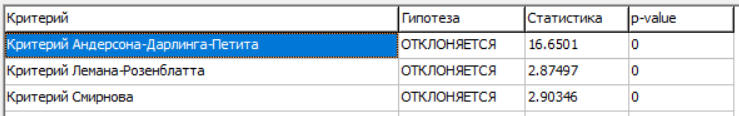 Критерий Гипотеза Статистика p-value
Критерий Андерсона-Дарлинга-Петита ОТКЛОНЯЕТСЯ 16.6501 0
Критерий Лемана-Розенблатта ОТКЛОНЯЕТСЯ 2.87497 0
Критерий Смирнова ОТКЛОНЯЕТСЯ 2.90346 0